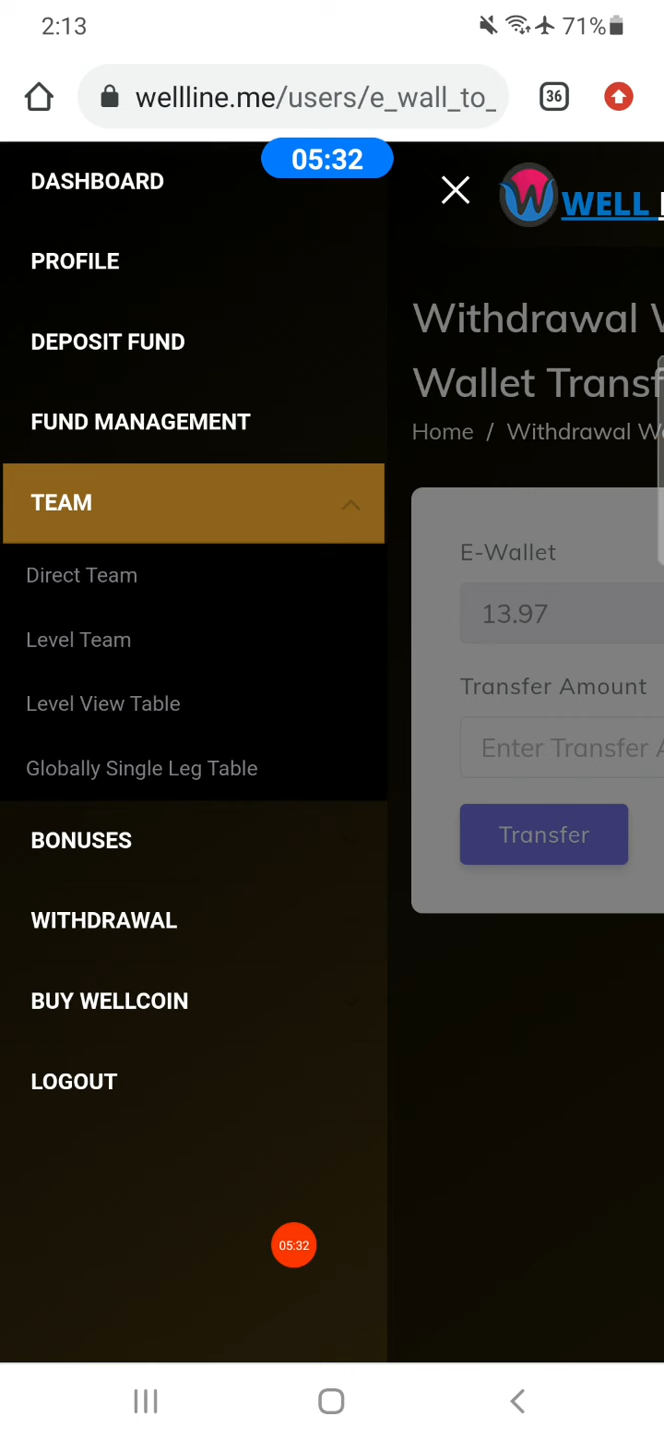 2:13 71%
wellline.me/users/e_wall_to_ 36
05:32
DASHBOARD
WELL
PROFILE
Withdrawal
DEPOSIT FUND
Wallet
FUND MANAGEMENT
Home / Withdrawal
TEAM
E-Wallet
Direct Team
13.97
Level Team
Transfer Amount
Level View Table
Enter Transfer
Globally Single Leg Table
BONUSES
Transfer
WITHDRAWAL
BUY WELLCOIN
LOGOUT
05:32